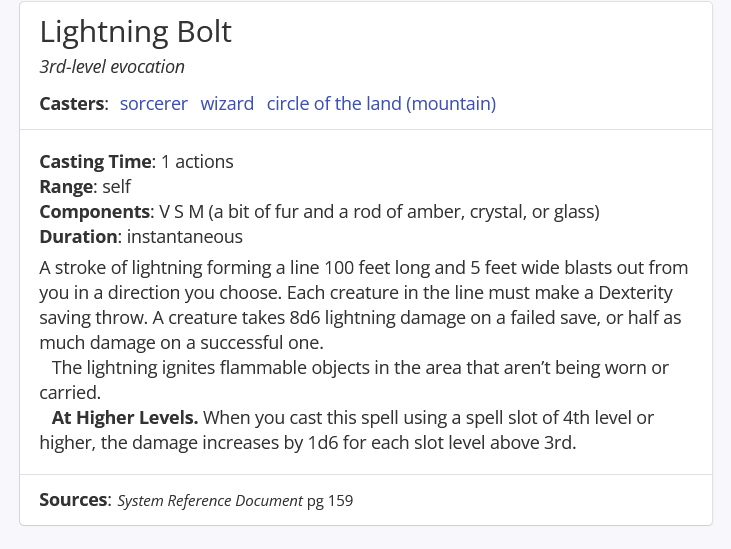 Lightning Bolt
3rd-level evocation
Casters: sorcerer wizard circle of the land (mountain)
Casting Time: 1 actions
Range: self
Components: V S M (a bit of fur and a rod of amber, crystal, or glass)
Duration: instantaneous
A stroke of lightning forming a line 100 feet long and 5 feet wide blasts out from
you in a direction you choose. Each creature in the line must make a Dexterity
saving throw. A creature takes 8d6 lightning damage on a failed save, or half as
much damage on a successful one.
The lightning ignites flammable objects in the area that aren’t being worn or
carried.
At Higher Levels. When you cast this spell using a spell slot of 4th level or
higher, the damage increases by 1d6 for each slot level above 3rd.
Sources: System Reference Document pg 159